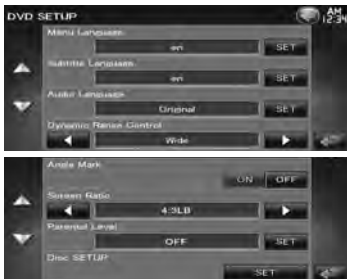 DVD SETUP
AM
12:34
Menu Language
en
SET
Subtitle Language
en
SET
Audio Language
Original
SET
Dynamic Range Control
Wide
Angle Mark
ON
OFF
Screen Ratio
4:3LB
Parental Level
OFF
SET
Disc SETUP
SET